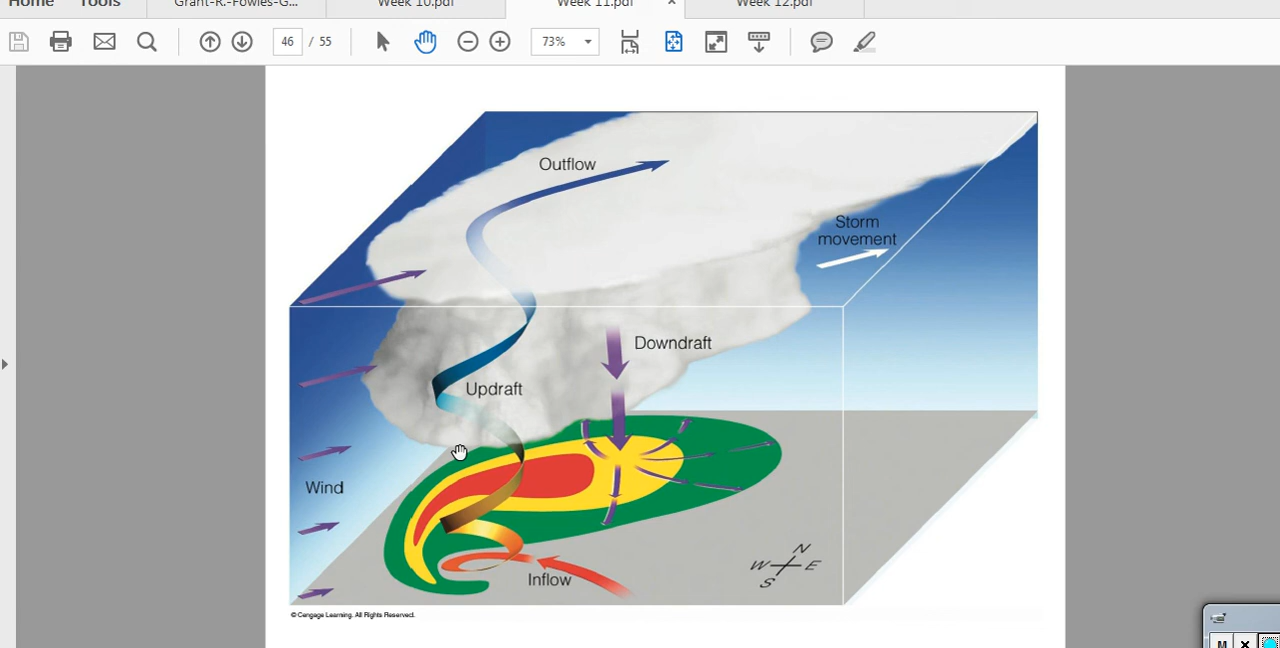 Home Tools Grant-R.-Fowles-G... Week 10.pdf Week 11.pdf × Week 12.pdf
46 / 55 73%
Outflow
Storm
movement
Downdraft
Updraft
Wind
N
W E
S
Inflow
© Cengage Learning. All Rights Reserved.
M X